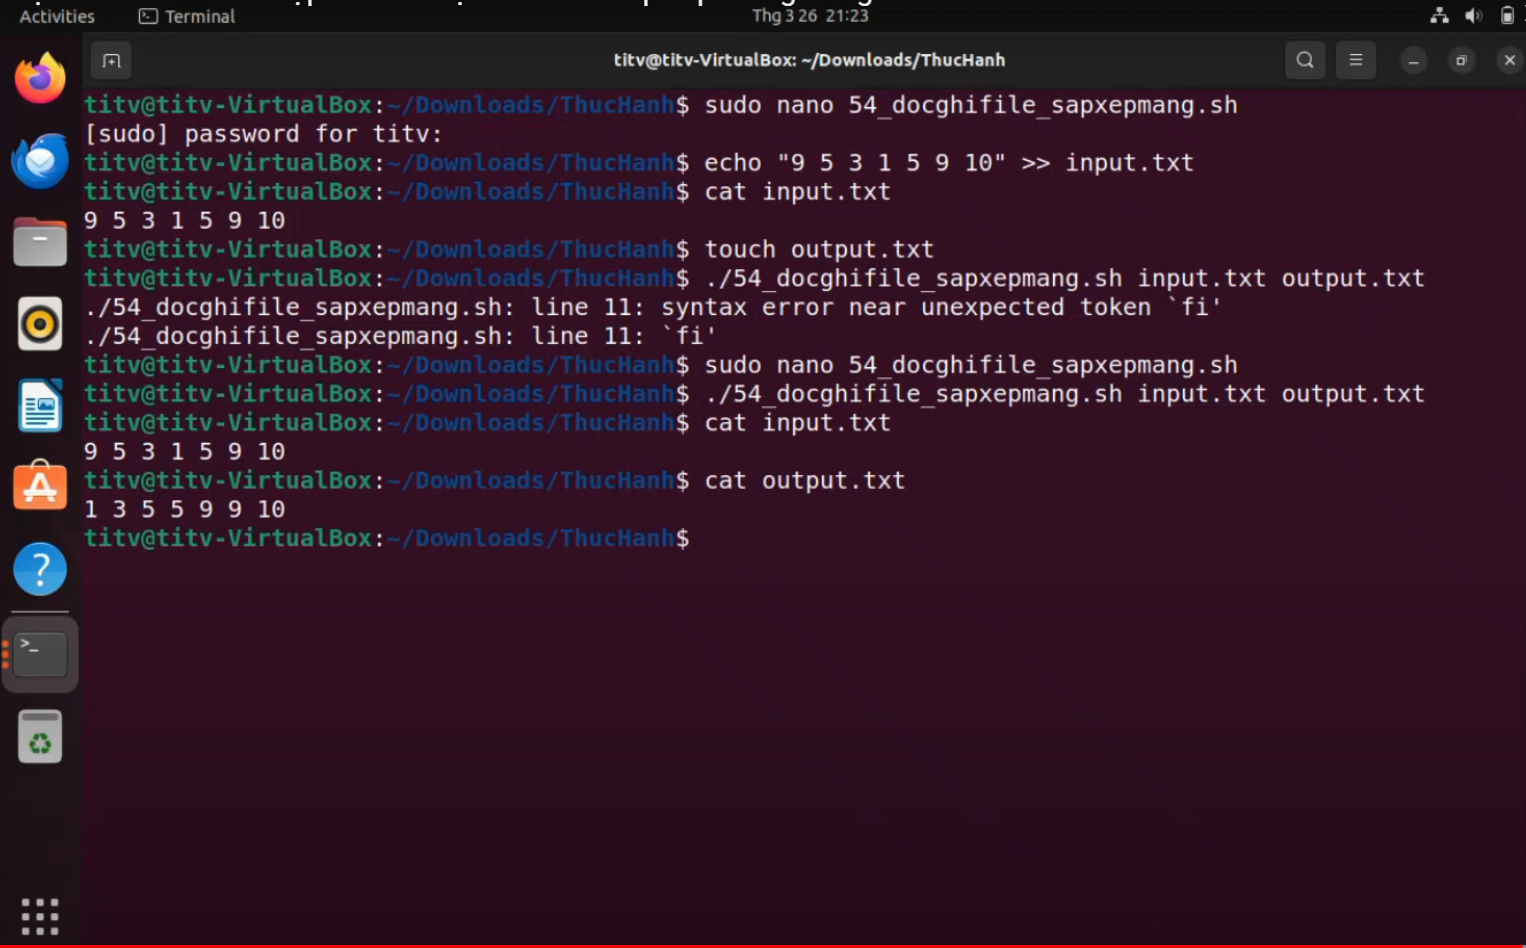 Activities
Terminal
Thg 3 26 21:23
titv@titv-VirtualBox: ~/Downloads/ThucHanh
titv@titv-VirtualBox:~/Downloads/ThucHanh$ sudo nano 54_docghifile_sapxepmang.sh
[sudo] password for titv:
titv@titv-VirtualBox:~/Downloads/ThucHanh$ echo "9 5 3 1 5 9 10" >> input.txt
titv@titv-VirtualBox:~/Downloads/ThucHanh$ cat input.txt
9 5 3 1 5 9 10
titv@titv-VirtualBox:~/Downloads/ThucHanh$ touch output.txt
titv@titv-VirtualBox:~/Downloads/ThucHanh$ ./54_docghifile_sapxepmang.sh input.txt output.txt
./54_docghifile_sapxepmang.sh: line 11: syntax error near unexpected token `fi'
./54_docghifile_sapxepmang.sh: line 11: `fi'
titv@titv-VirtualBox:~/Downloads/ThucHanh$ sudo nano 54_docghifile_sapxepmang.sh
titv@titv-VirtualBox:~/Downloads/ThucHanh$ ./54_docghifile_sapxepmang.sh input.txt output.txt
titv@titv-VirtualBox:~/Downloads/ThucHanh$ cat input.txt
9 5 3 1 5 9 10
titv@titv-VirtualBox:~/Downloads/ThucHanh$ cat output.txt
1 3 5 5 9 9 10
titv@titv-VirtualBox:~/Downloads/ThucHanh$